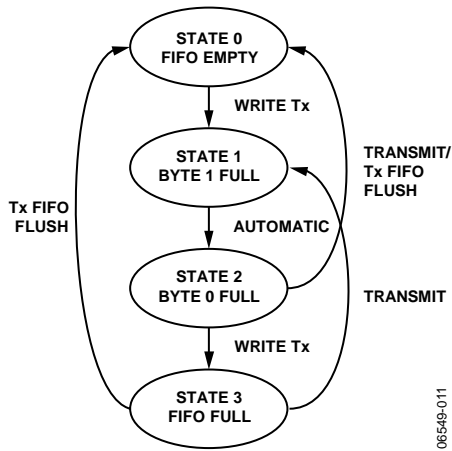 STATE 0
FIFO EMPTY
WRITE Tx
STATE 1
BYTE 1 FULL
TRANSMIT/
Tx FIFO
FLUSH
Tx FIFO
FLUSH
AUTOMATIC
STATE 2
BYTE 0 FULL
TRANSMIT
WRITE Tx
STATE 3
FIFO FULL
06549-011